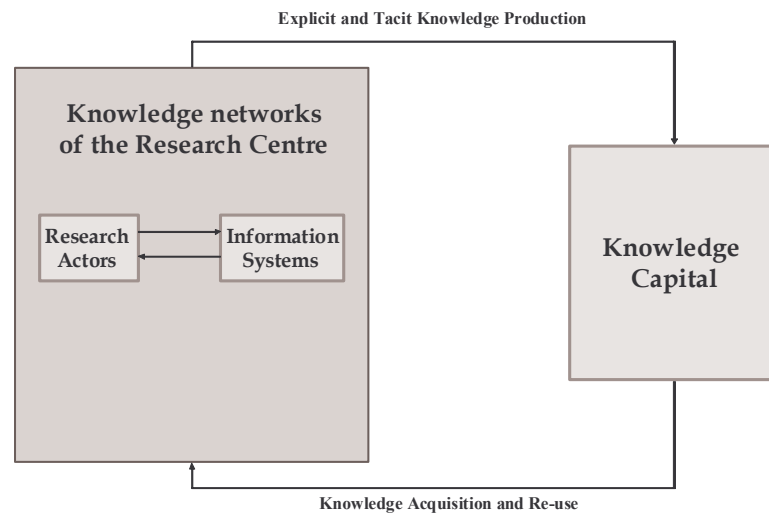 Explicit and Tacit Knowledge Production
Knowledge networks
of the Research Centre
Research
Actors
Information
Systems
Knowledge
Capital
Knowledge Acquisition and Re-use